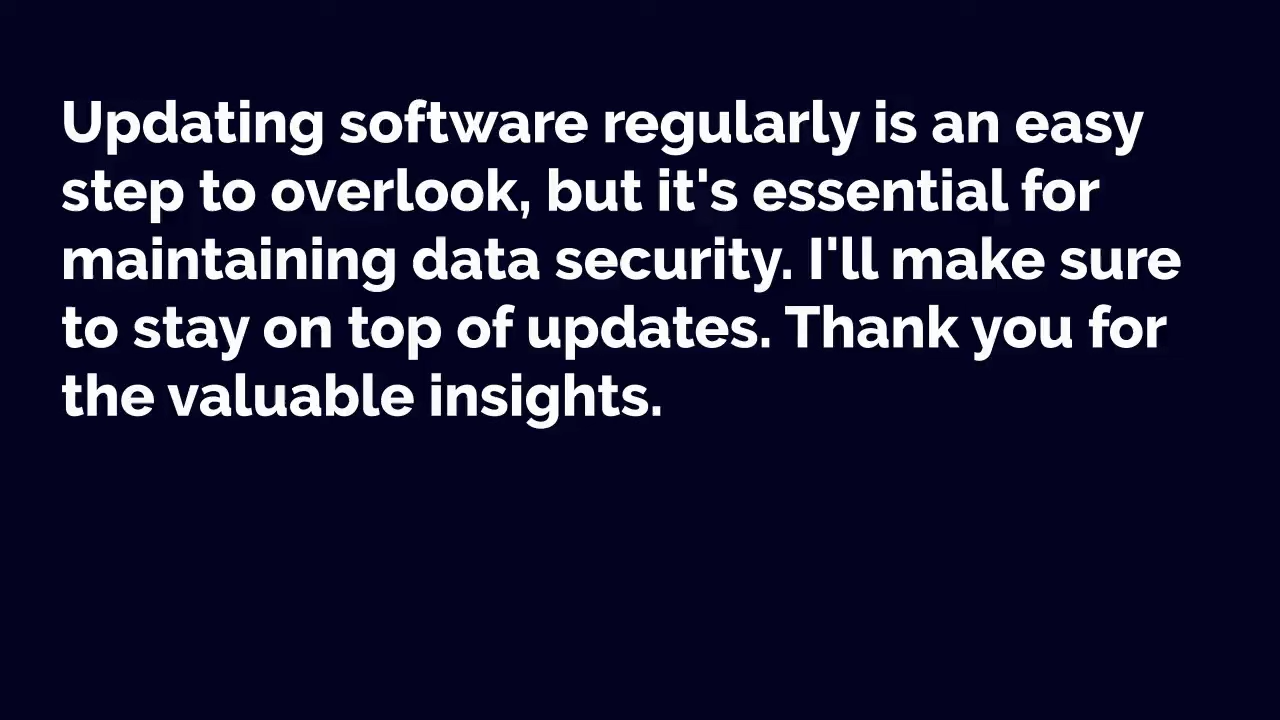 Updating software regularly is an easy
step to overlook, but it's essential for
maintaining data security. I'll make sure
to stay on top of updates. Thank you for
the valuable insights.